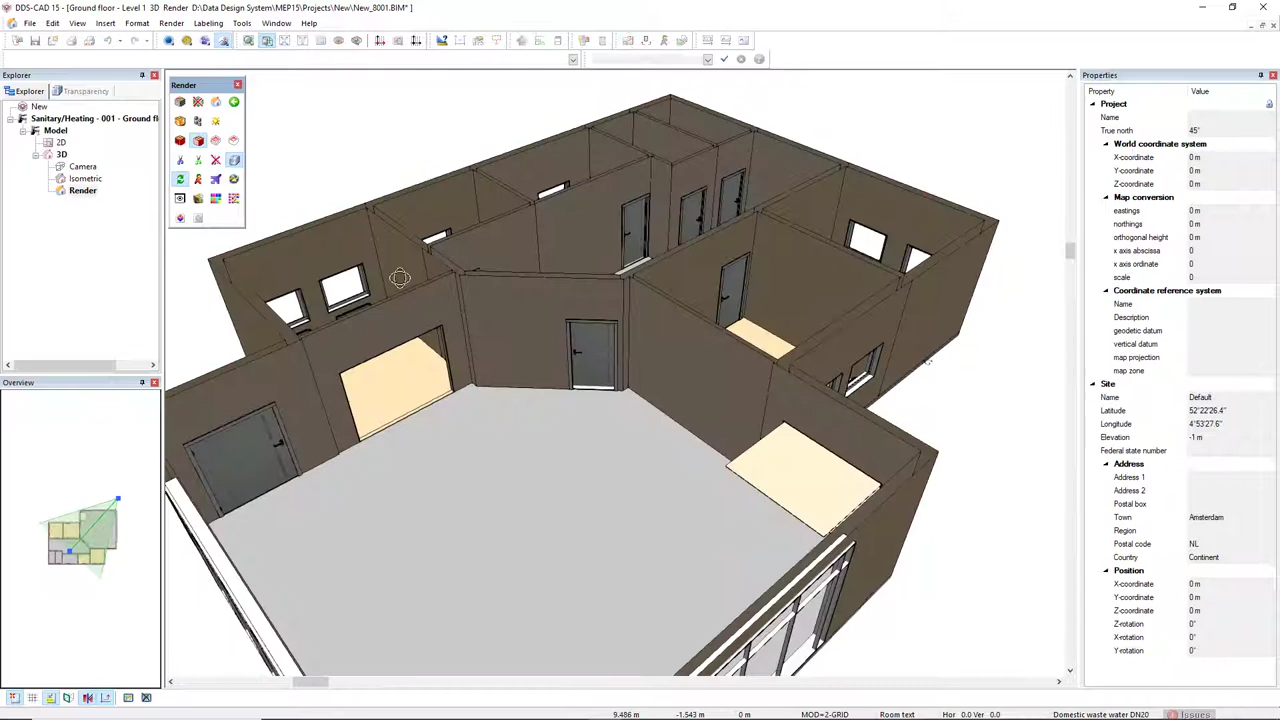 DDS-CAD 15 - [Ground floor - Level 1 3D Render D:\Data Design System\MEP15\Projects\New\New_8001.BIM* ]
File Edit View Insert Format Render Labeling Tools Window Help
Explorer
Explorer Transparency
New
Sanitary/Heating - 001 - Ground fl
Model
2D
3D
Camera
Isometric
Render
Overview
Render
Properties
Property Value
Project
Name
True north 45°
World coordinate system
X-coordinate 0 m
Y-coordinate 0 m
Z-coordinate 0 m
Map conversion
eastings 0 m
northings 0 m
orthogonal height 0 m
x axis abscissa 0
x axis ordinate 0
scale 0
Coordinate reference system
Name
Description
geodetic datum
vertical datum
map projection
map zone
Site
Name Default
Latitude 52°22'26.4"
Longitude 4°53'27.6"
Elevation -1 m
Federal state number
Address
Address 1
Address 2
Postal box
Town Amsterdam
Region
Postal code NL
Country Continent
Position
X-coordinate 0 m
Y-coordinate 0 m
Z-coordinate 0 m
Z-rotation 0°
X-rotation 0°
Y-rotation 0°
9.486 m -1.543 m 0 m MOD=2-GRID Room text Hor 0.0 Ver 0.0 Domestic waste water DN20 Issues